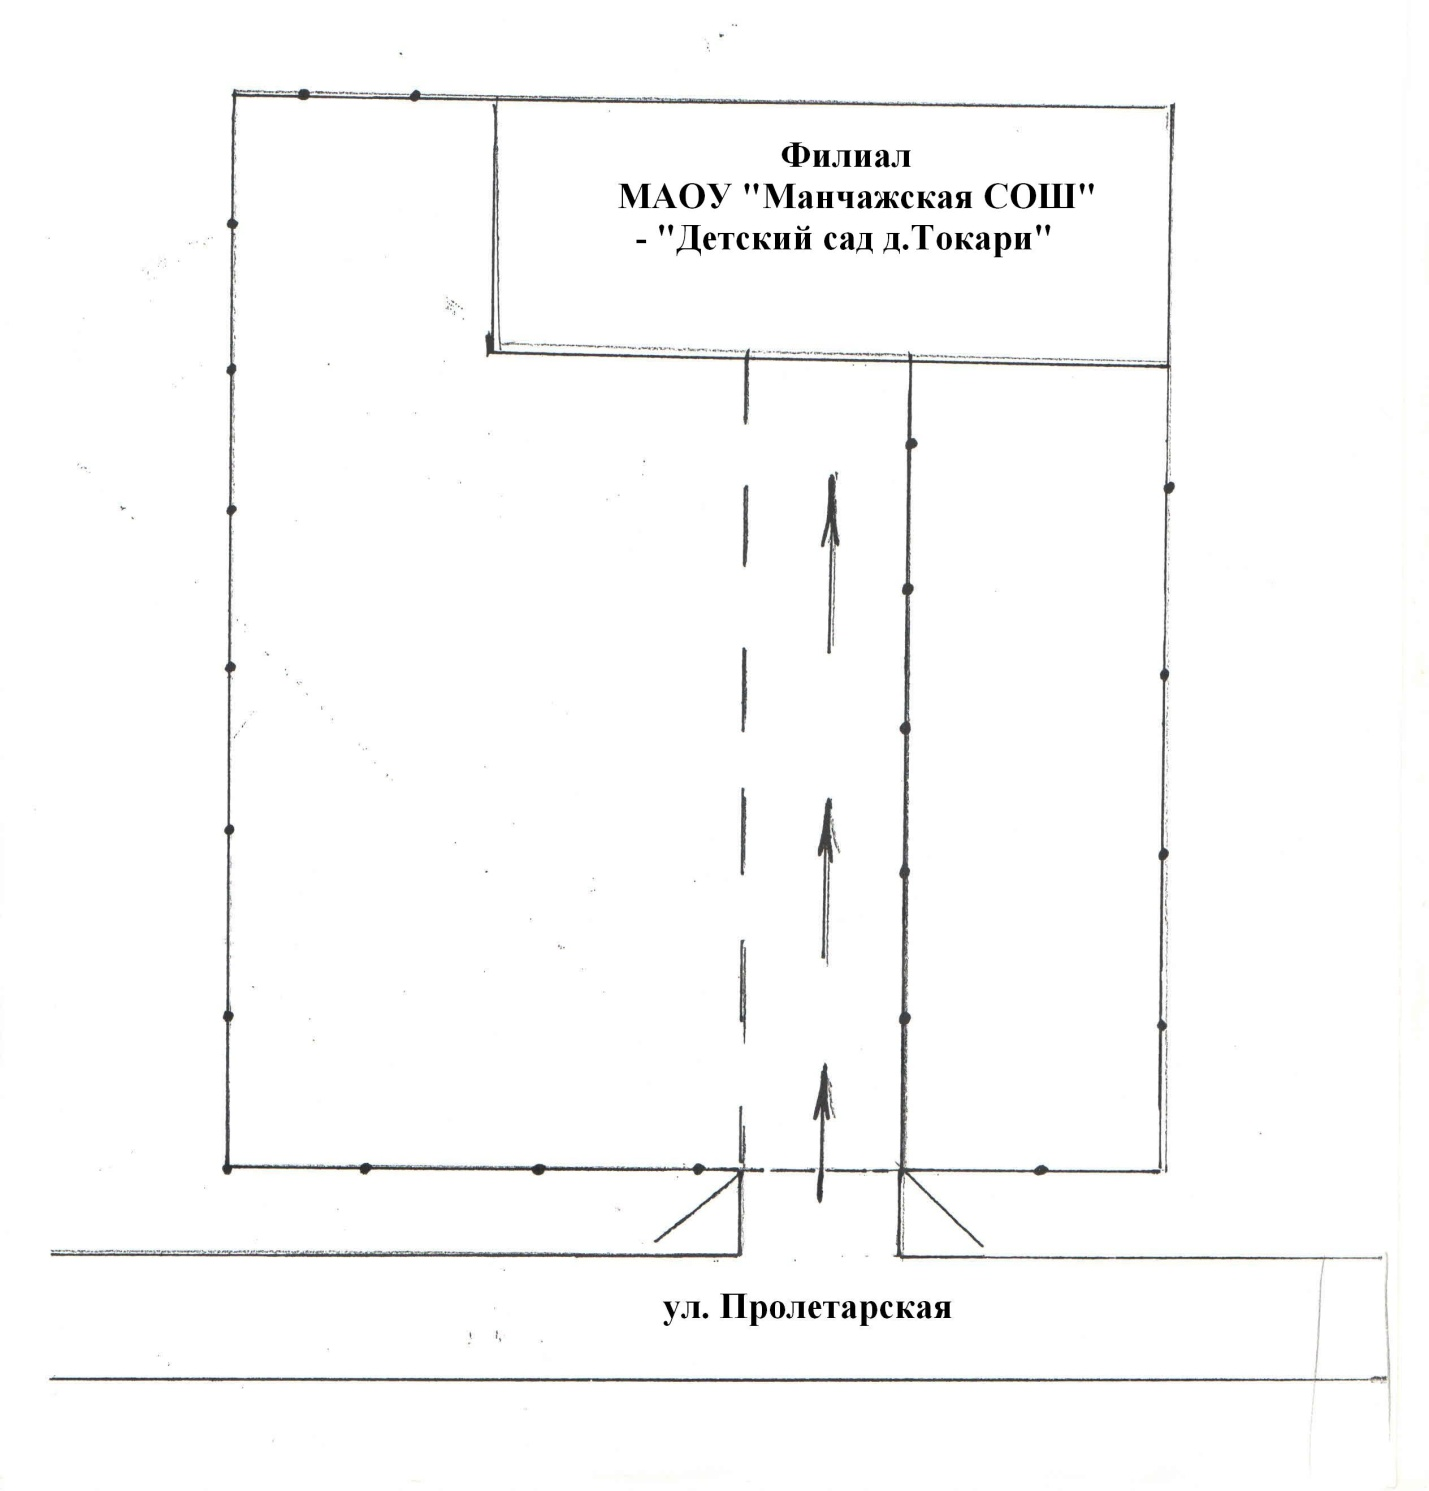 Филиал
МАОУ "Манчажская СОШ"
- "Детский сад д.Токари"
ул. Пролетарская